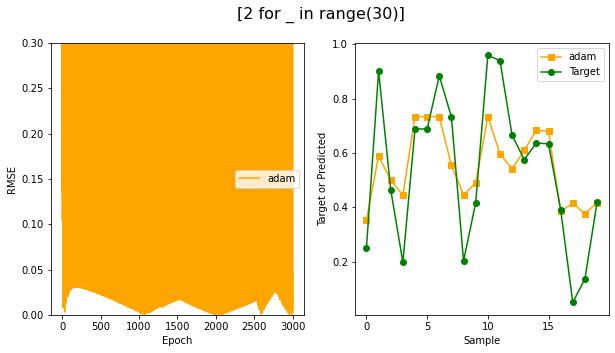 [2 for _ in range(30)]
0.30
0.25
0.20
0.15
0.10
0.05
0.00
RMSE
adam
0 500 1000 1500 2000 2500 3000
Epoch
1.0
0.8
0.6
0.4
0.2
Target or Predicted
adam
Target
0 5 10 15
Sample